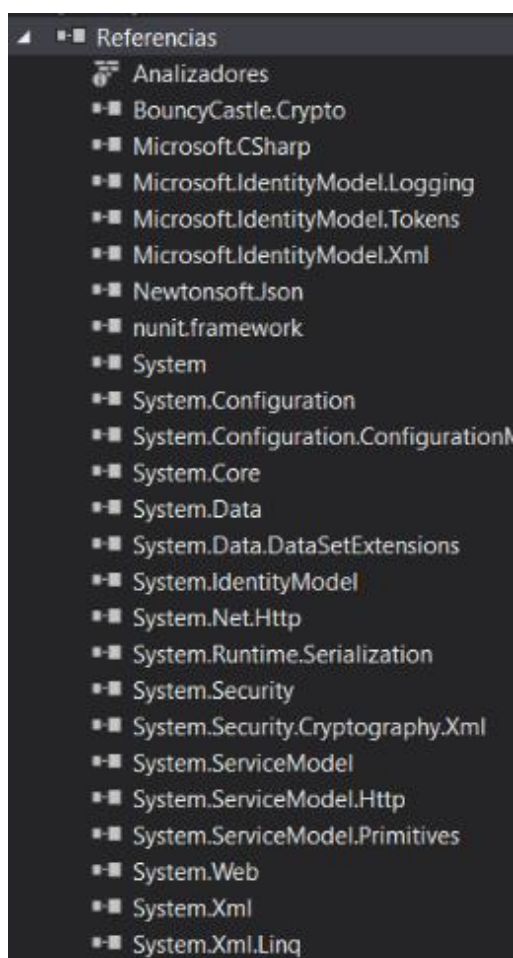 Referencias
Analizadores
BouncyCastle.Crypto
Microsoft.CSharp
Microsoft.IdentityModel.Logging
Microsoft.IdentityModel.Tokens
Microsoft.IdentityModel.Xml
Newtonsoft.Json
nunit.framework
System
System.Configuration
System.Configuration.ConfigurationM
System.Core
System.Data
System.Data.DataSetExtensions
System.IdentityModel
System.Net.Http
System.Runtime.Serialization
System.Security
System.Security.Cryptography.Xml
System.ServiceModel
System.ServiceModel.Http
System.ServiceModel.Primitives
System.Web
System.Xml
System.Xml.Linq